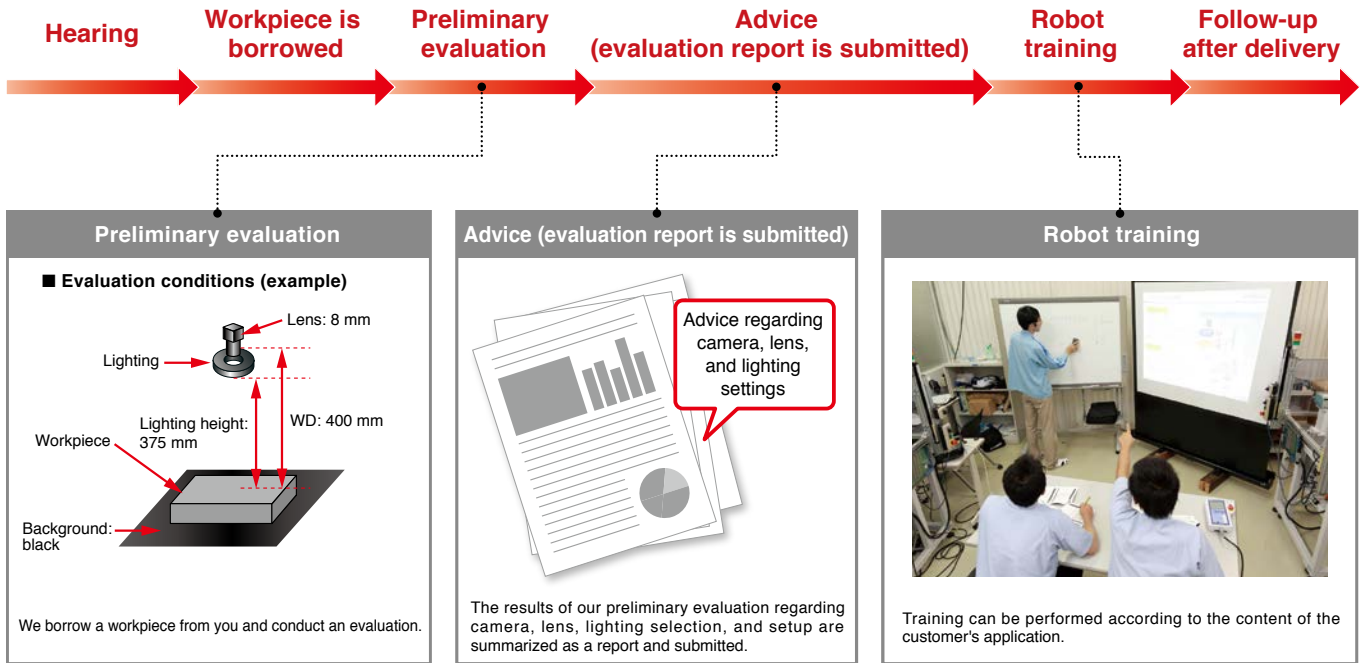 Hearing
Workpiece is
borrowed
Preliminary
evaluation
Advice
(evaluation report is submitted)
Robot
training
Follow-up
after delivery
Preliminary evaluation
■ Evaluation conditions (example)
Lens: 8 mm
Lighting
Lighting height:
375 mm
WD: 400 mm
Workpiece
Background:
black
We borrow a workpiece from you and conduct an evaluation.
Advice (evaluation report is submitted)
Advice regarding
camera, lens,
and lighting
settings
The results of our preliminary evaluation regarding
camera, lens, lighting selection, and setup are
summarized as a report and submitted.
Robot training
Training can be performed according to the content of the
customer's application.